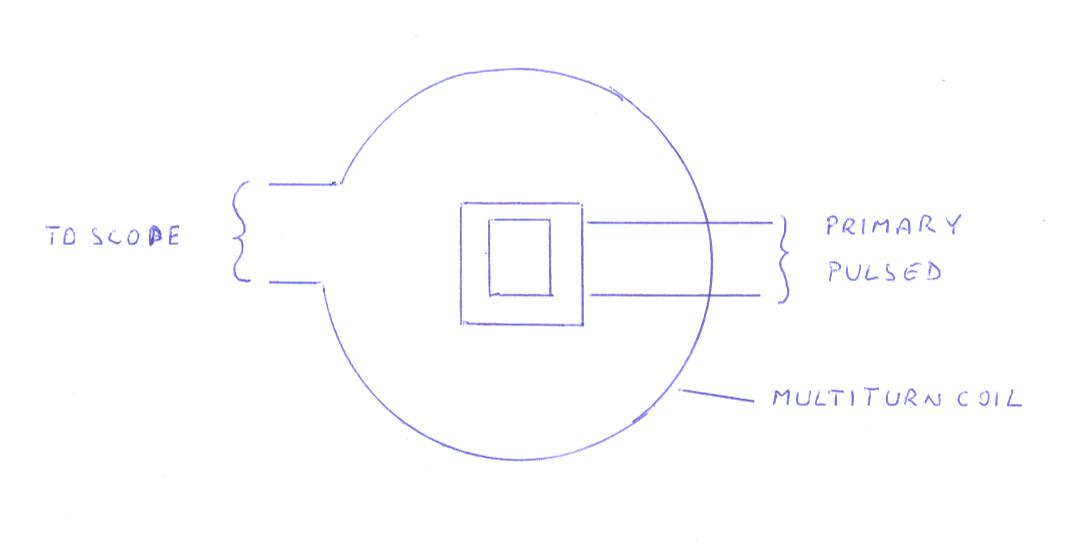 TO SCOPE
PRIMARY
PULSED
MULTITURN COIL